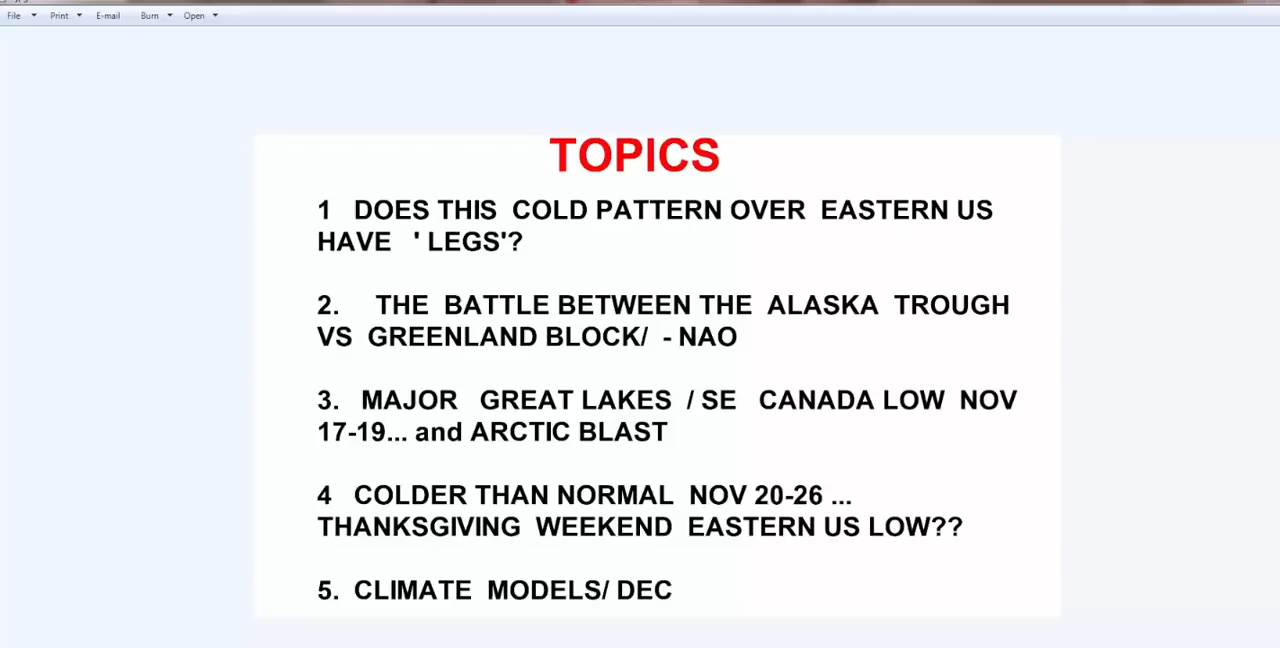 File Print E-mail Burn Open
TOPICS
1 DOES THIS COLD PATTERN OVER EASTERN US
HAVE ' LEGS'?
2. THE BATTLE BETWEEN THE ALASKA TROUGH
VS GREENLAND BLOCK/ - NAO
3. MAJOR GREAT LAKES / SE CANADA LOW NOV
17-19... and ARCTIC BLAST
4 COLDER THAN NORMAL NOV 20-26 ...
THANKSGIVING WEEKEND EASTERN US LOW??
5. CLIMATE MODELS/ DEC